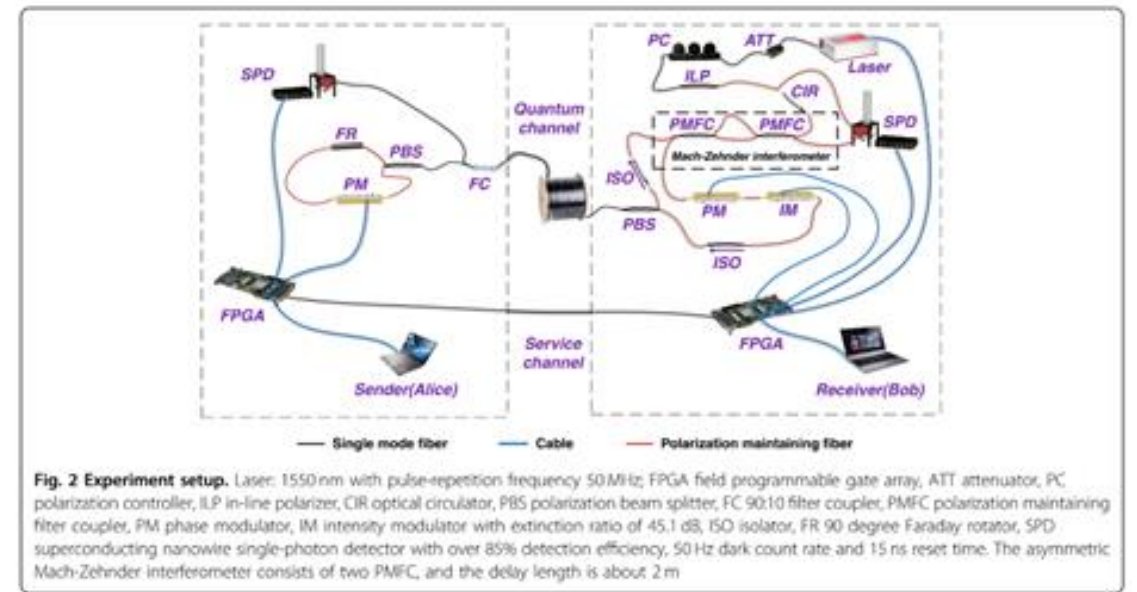 PC
ATT
Laser
SPD
ILP
CIR
Quantum
channel
PMFC
PMFC
SPD
FR
PBS
Mach-Zehnder interferometer
FC
ISO
PM
PM
IM
PBS
ISO
FPGA
FPGA
Service
channel
Sender(Alice)
Receiver(Bob)
Single mode fiber
Cable
Polarization maintaining fiber
Fig. 2 Experiment setup. Laser: 1550 nm with pulse-repetition frequency 50 MHz; FPGA field programmable gate array, ATT attenuator, PC
polarization controller, ILP in-line polarizer, CIR optical circulator, PBS polarization beam splitter, FC 90:10 filter coupler, PMFC polarization maintaining
filter coupler, PM phase modulator, IM intensity modulator with extinction ratio of 45.1 dB, ISO isolator, FR 90 degree Faraday rotator, SPD
superconducting nanowire single-photon detector with over 85% detection efficiency, 50 Hz dark count rate and 15 ns reset time. The asymmetric
Mach-Zehnder interferometer consists of two PMFC, and the delay length is about 2 m